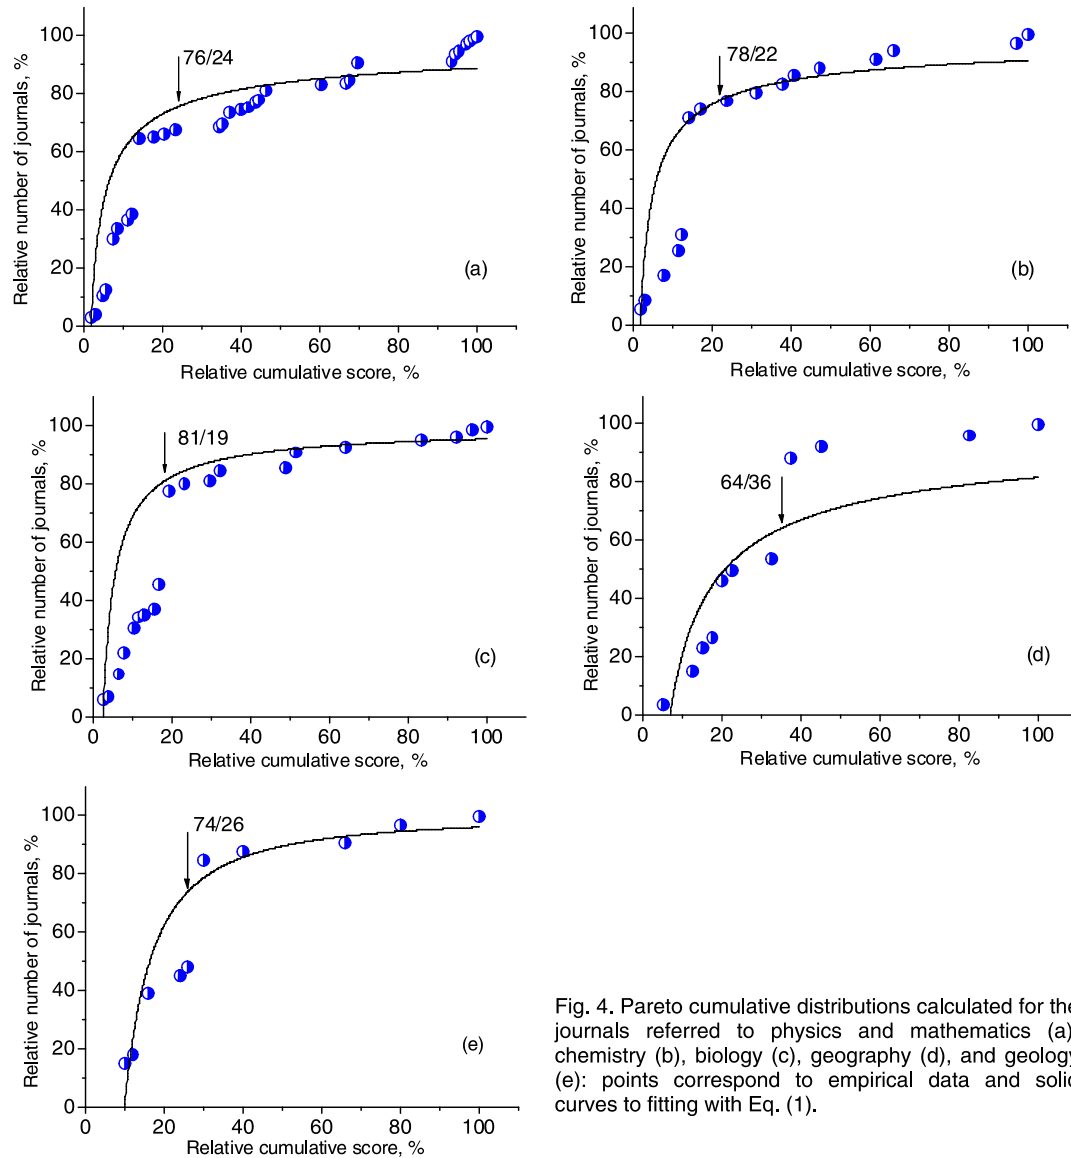 100
80
60
40
20
0
Relative number of journals, %
76/24
(a)
0 20 40 60 80 100
Relative cumulative score, %
100
80
60
40
20
0
Relative number of journals, %
78/22
(b)
0 20 40 60 80 100
Relative cumulative score, %
100
80
60
40
20
0
Relative number of journals, %
81/19
(c)
0 20 40 60 80 100
Relative cumulative score, %
100
80
60
40
20
0
Relative number of journals, %
64/36
(d)
0 20 40 60 80 100
Relative cumulative score, %
100
80
60
40
20
0
Relative number of journals, %
74/26
(e)
0 20 40 60 80 100
Relative cumulative score, %
Fig. 4. Pareto cumulative distributions calculated for the
journals referred to physics and mathematics (a)
chemistry (b), biology (c), geography (d), and geology
(e): points correspond to empirical data and solid
curves to fitting with Eq. (1).